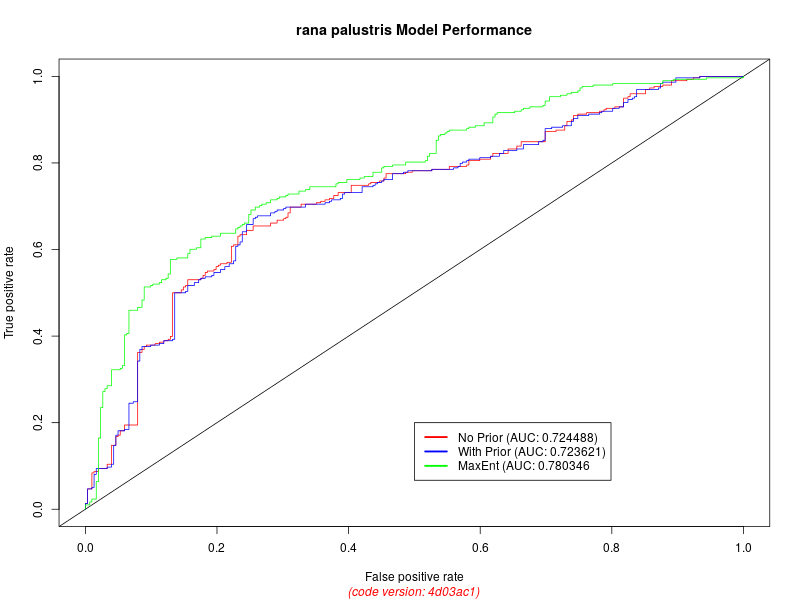 rana palustris Model Performance
True positive rate
1.0
0.8
0.6
0.4
0.2
0.0
No Prior (AUC: 0.724488)
With Prior (AUC: 0.723621)
MaxEnt (AUC: 0.780346
0.0 0.2 0.4 0.6 0.8 1.0
False positive rate
(code version: 4d03ac1)